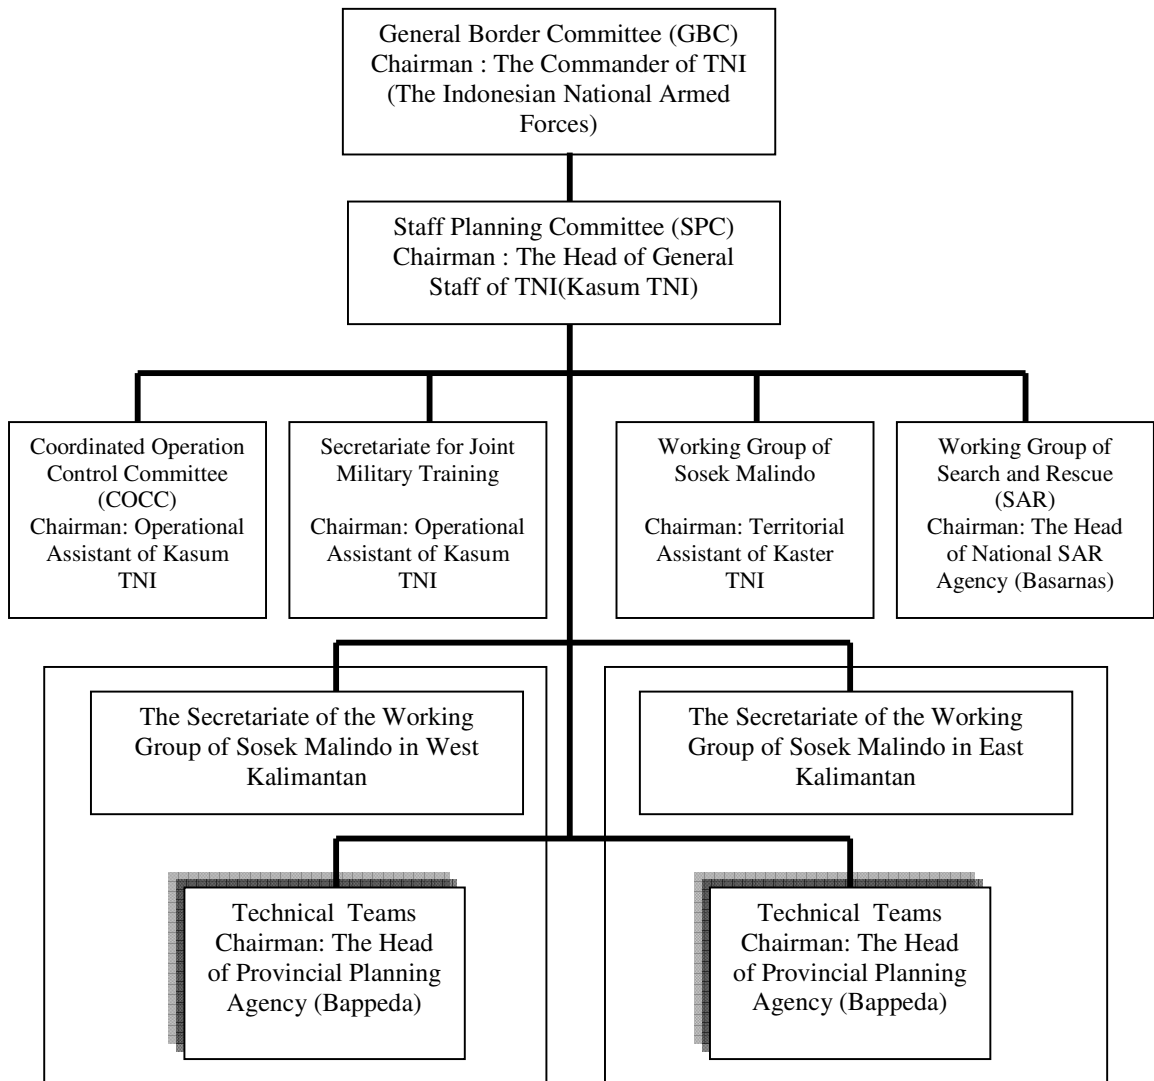 General Border Committee (GBC)
Chairman : The Commander of TNI
(The Indonesian National Armed
Forces)
Staff Planning Committee (SPC)
Chairman : The Head of General
Staff of TNI(Kasum TNI)
Coordinated Operation
Control Committee
(COCC)
Chairman: Operational
Assistant of Kasum
TNI
Secretariate for Joint
Military Training
Chairman: Operational
Assistant of Kasum
TNI
Working Group of
Sosek Malindo
Chairman: Territorial
Assistant of Kaster
TNI
Working Group of
Search and Rescue
(SAR)
Chairman: The Head
of National SAR
Agency (Basarnas)
The Secretariate of the Working
Group of Sosek Malindo in West
Kalimantan
The Secretariate of the Working
Group of Sosek Malindo in East
Kalimantan
Technical  Teams
Chairman: The Head
of Provincial Planning
Agency (Bappeda)
Technical  Teams
Chairman: The Head
of Provincial Planning
Agency (Bappeda)